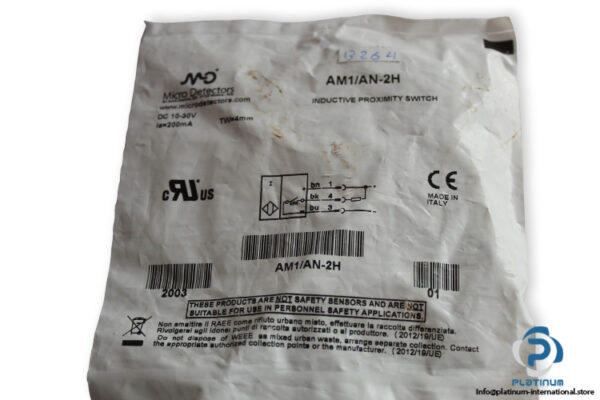 B264
MD
Micro Detectors
www.microdetectors.com
DC 10-30V
Ia=200mA
TW=4mm
AM1/AN-2H
INDUCTIVE PROXIMITY SWITCH
cRUus
bn 1
bk 4
bu 3
CE
MADE IN
ITALY
AM1/AN-2H
2003
01
THESE PRODUCTS ARE NOT SAFETY SENSORS AND ARE NOT
SUITABLE FOR USE IN PERSONNEL SAFETY APPLICATIONS
Non smaltire il RAEE come rifiuto urbano misto, effettuare la raccolta differenziata.
Rivolgersi agli idonei punti di raccolta autorizzati o al produttore. (2012/19/UE)
Do not dispose of WEEE as mixed urban waste, arrange separate collection. Contact
the appropriate authorized collection points or the manufacturer. (2012/19/UE)
PLATINUM
Info@platinum-international.store